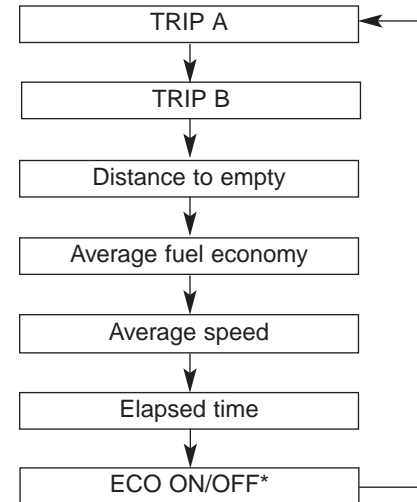 TRIP A
TRIP B
Distance to empty
Average fuel economy
Average speed
Elapsed time
ECO ON/OFF*